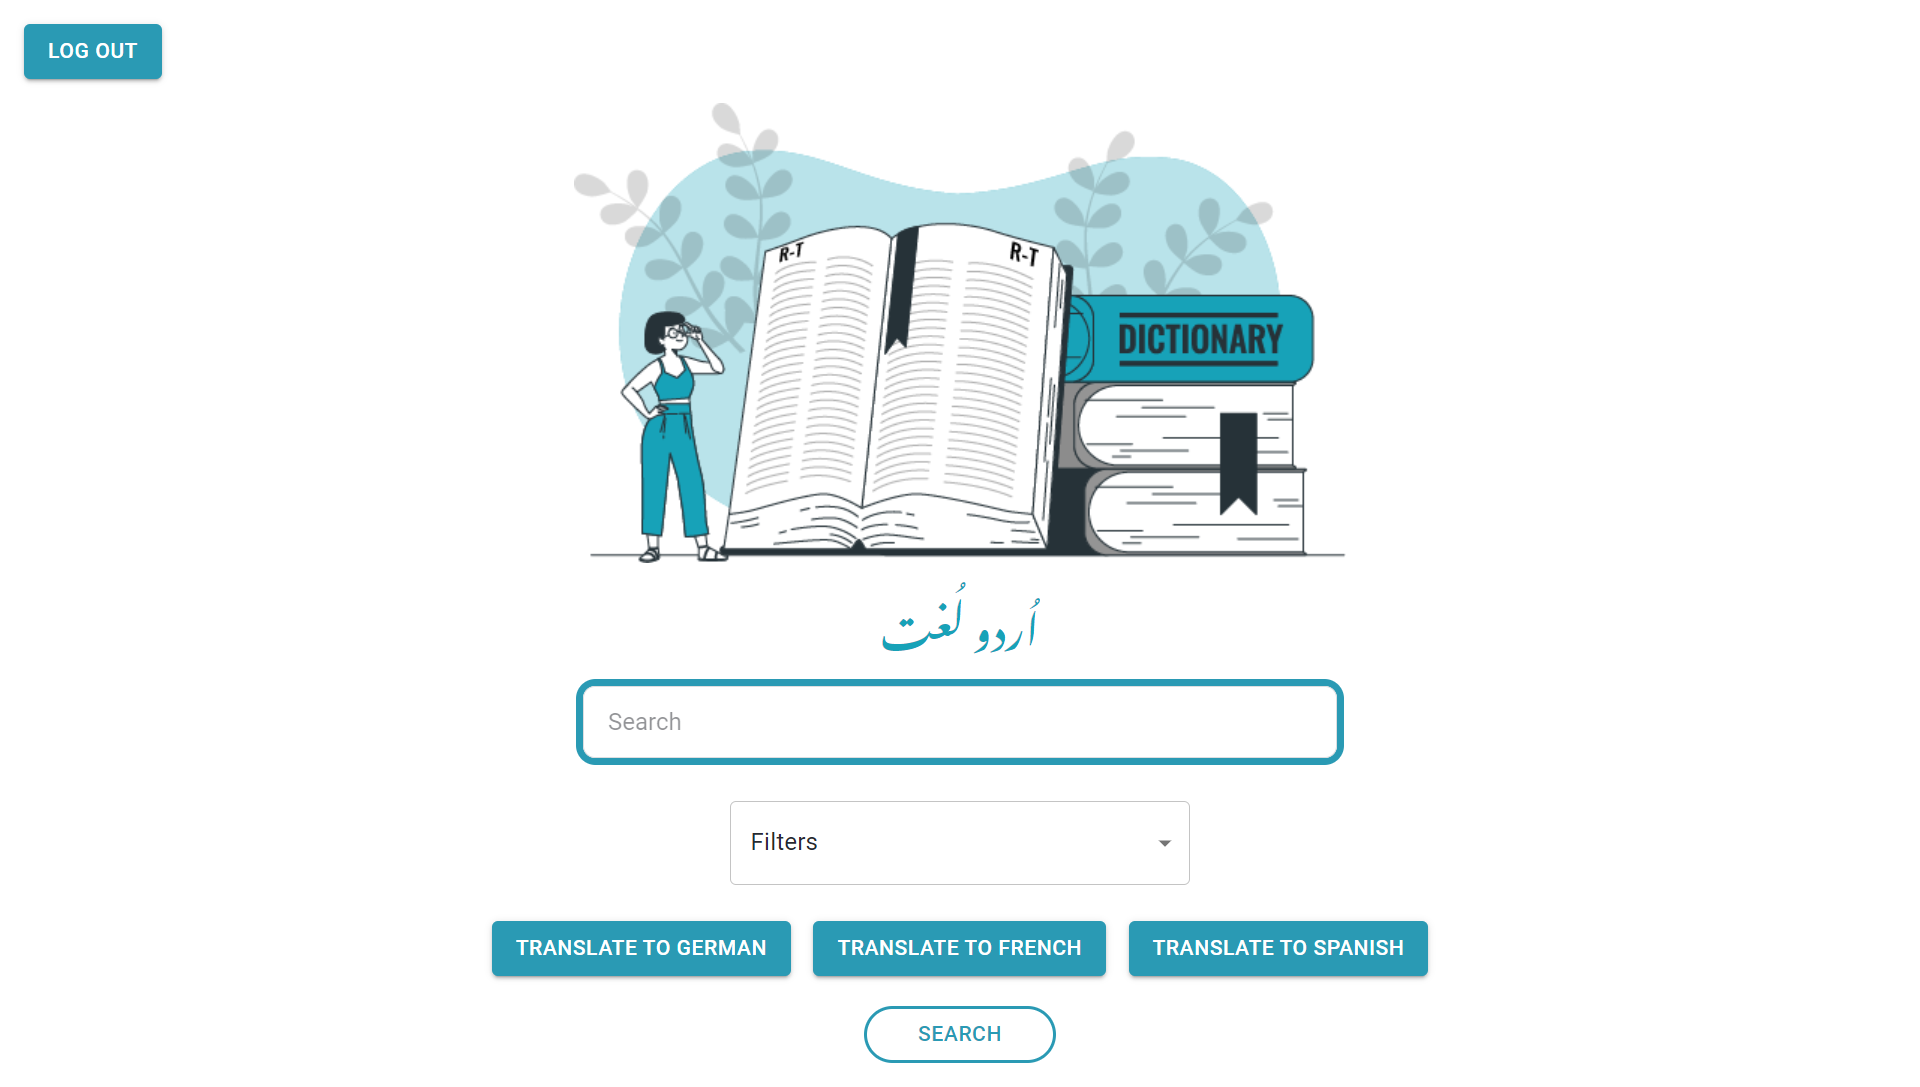 LOG OUT
R-T
R-T
DICTIONARY
اُردو لُغت
Search
Filters
TRANSLATE TO GERMAN
TRANSLATE TO FRENCH
TRANSLATE TO SPANISH
SEARCH